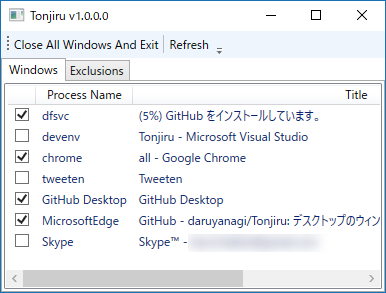 Tonjiru v1.0.0.0
Close All Windows And Exit Refresh
Windows Exclusions
Process Name Title
dfsvc (5%) GitHub をインストールしています。
devenv Tonjiru - Microsoft Visual Studio
chrome all - Google Chrome
tweeten Tweeten
GitHub Desktop GitHub Desktop
MicrosoftEdge GitHub - daruyanagi/Tonjiru: デスクトップのウィン
Skype Skype™ -